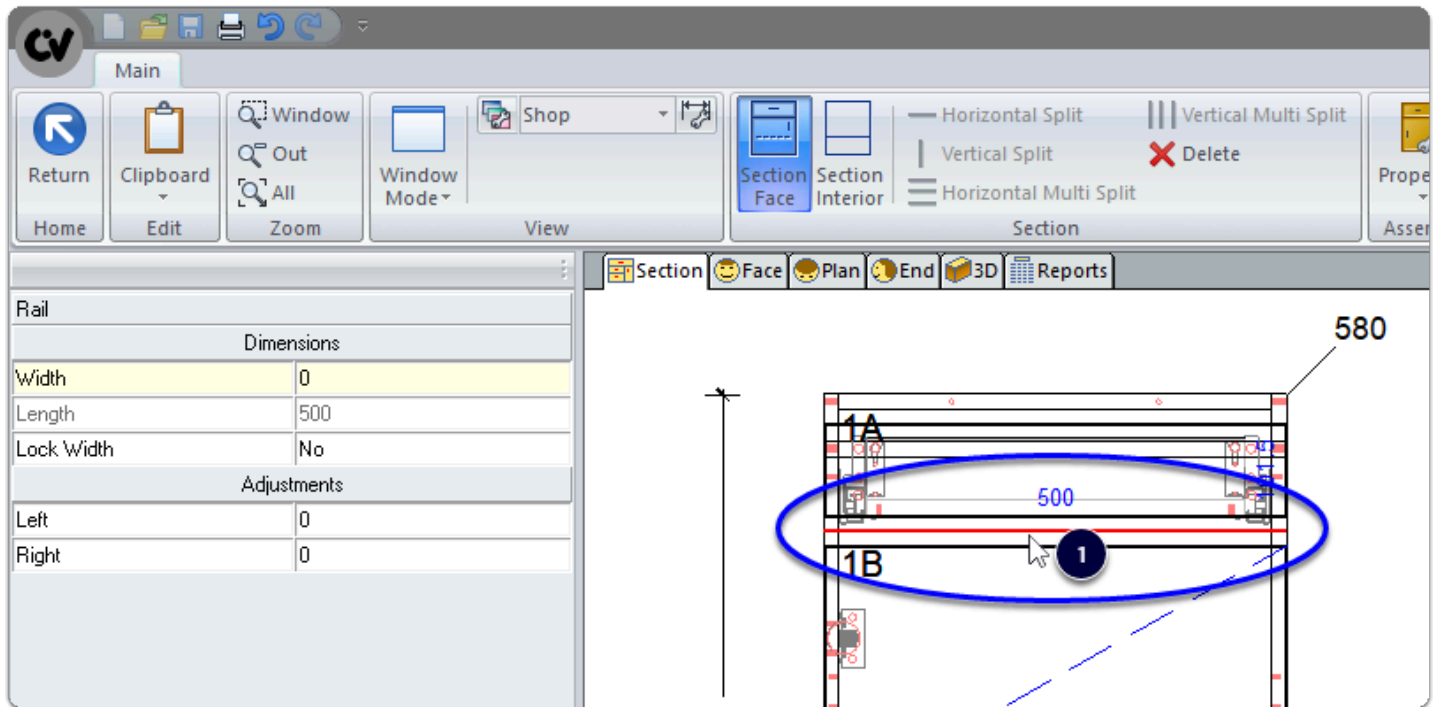 CV
Main
Return
Clipboard
Window
Out
All
Window
Mode
Shop
Section
Face
Section
Interior
Horizontal Split
Vertical Split
Horizontal Multi Split
Vertical Multi Split
Delete
Prope
Home
Edit
Zoom
View
Section
Asser
Section
Face
Plan
End
3D
Reports
Rail
Dimensions
Width 0
Length 500
Lock Width No
Adjustments
Left 0
Right 0
580
1A
500
1
1B